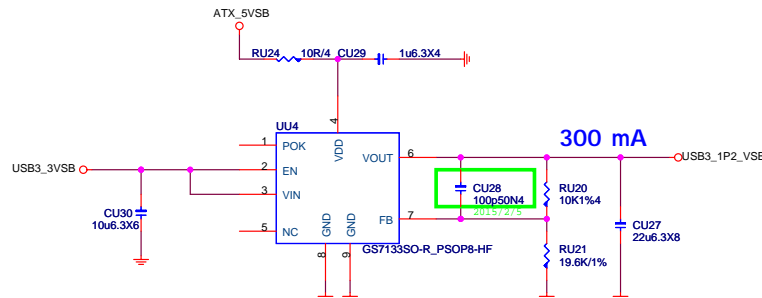 ATX_5VSB
RU24
10R/4
CU29
1u6.3X4
UU4
4
300 mA
1
POK
VDD
VOUT
6
USB3_3VSB
2
EN
USB3_1P2_VSB
3
VIN
CU28
100p50N4
2015/2/5
RU20
10K1%4
CU30
10u6.3X6
FB
7
CU27
22u6.3X8
5
NC
GND
GND
RU21
19.6K/1%
8
9
GS7133SO-R_PSOP8-HF